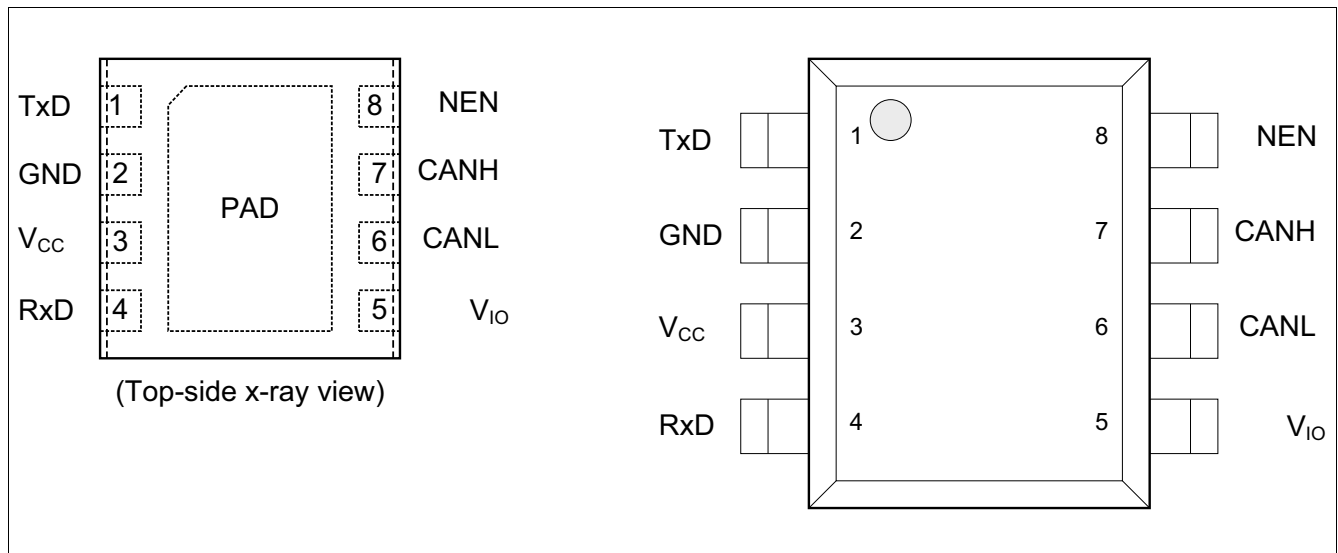 TxD 1 8 NEN
GND 2 7 CANH
PAD
V_CC 3 6 CANL
RxD 4 5 V_IO
(Top-side x-ray view)
TxD 1 8 NEN
GND 2 7 CANH
V_CC 3 6 CANL
RxD 4 5 V_IO